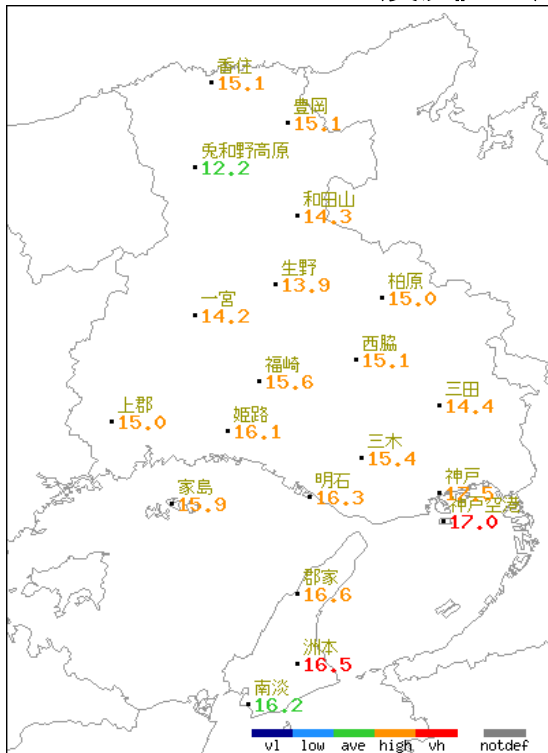 香住
15.1
豊岡
15.1
兎和野高原
12.2
和田山
14.3
生野
13.9
柏原
15.0
一宮
14.2
西脇
15.1
福崎
15.6
三田
14.4
上郡
15.0
姫路
16.1
三木
15.4
家島
15.9
明石
16.3
神戸
17.5
神戸空港
17.0
郡家
16.6
洲本
16.5
南淡
16.2
vl low ave high vh notdef